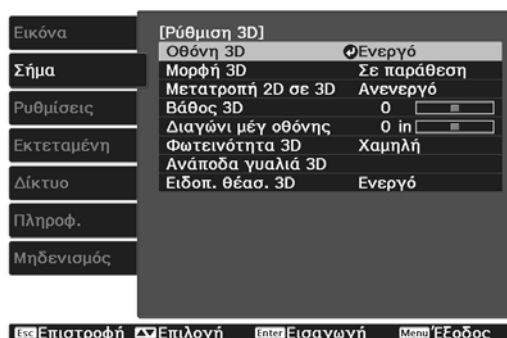 Εικόνα
Σήμα
Ρυθμίσεις
Εκτεταμένη
Δίκτυο
Πληροφ.
Μηδενισμός
[Ρύθμιση 3D]
Οθόνη 3D Ενεργό
Μορφή 3D Σε παράθεση
Μετατροπή 2D σε 3D Ανενεργό
Βάθος 3D 0
Διαγώνι μέγ οθόνης 0 in
Φωτεινότητα 3D Χαμηλή
Ανάποδα γυαλιά 3D
Ειδοπ. θέασ. 3D Ενεργό
Esc Επιστροφή Επιλογή Enter Εισαγωγή Menu Έξοδος